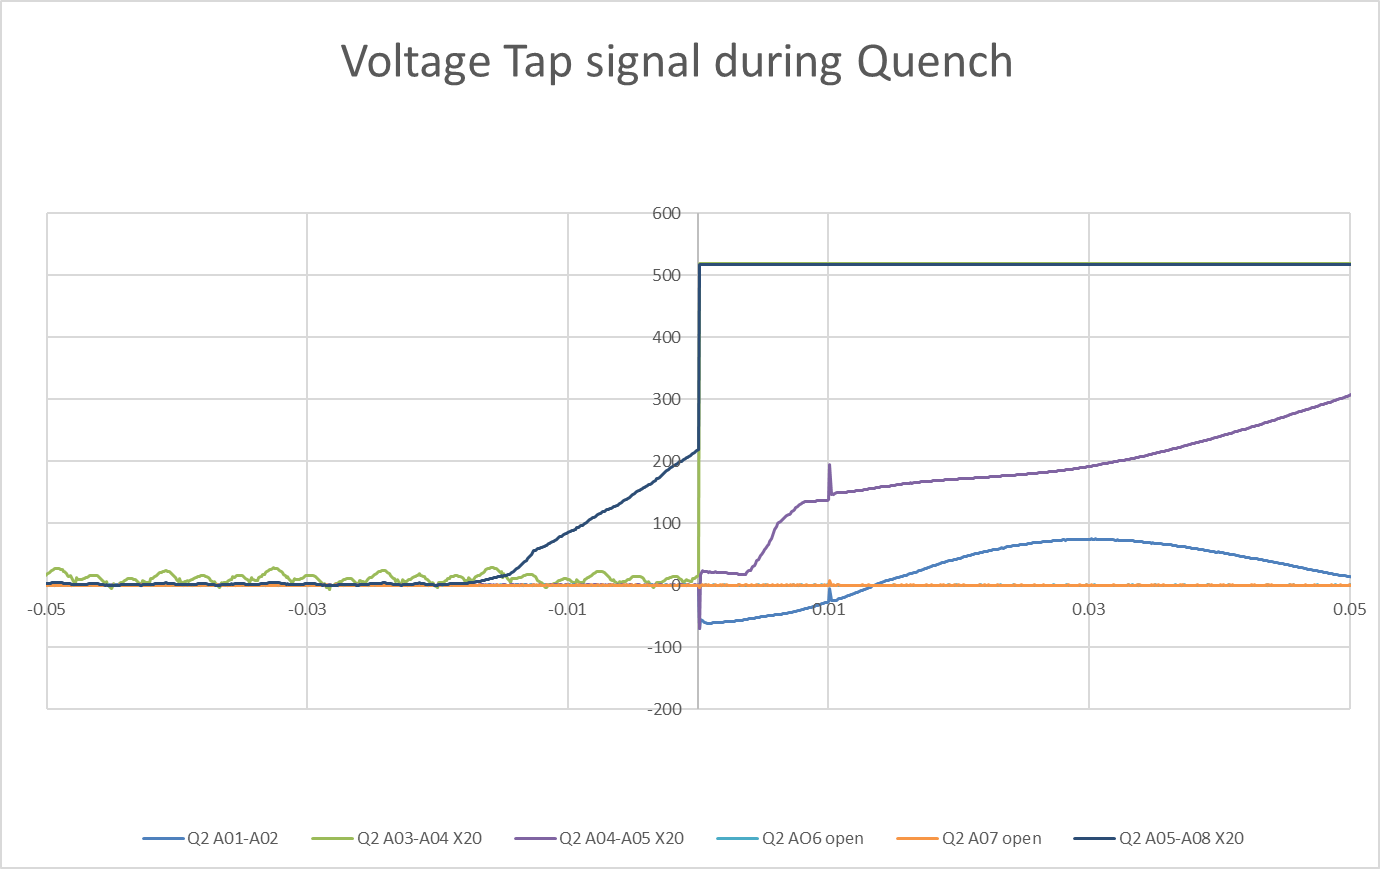 Voltage Tap signal during Quench
600
500
400
300
200
100
0
-0.05
-0.03
-0.01
0.01
0.03
0.05
-100
-200
Q2 A01-A02
Q2 A03-A04 X20
Q2 A04-A05 X20
Q2 AO6 open
Q2 A07 open
Q2 A05-A08 X20